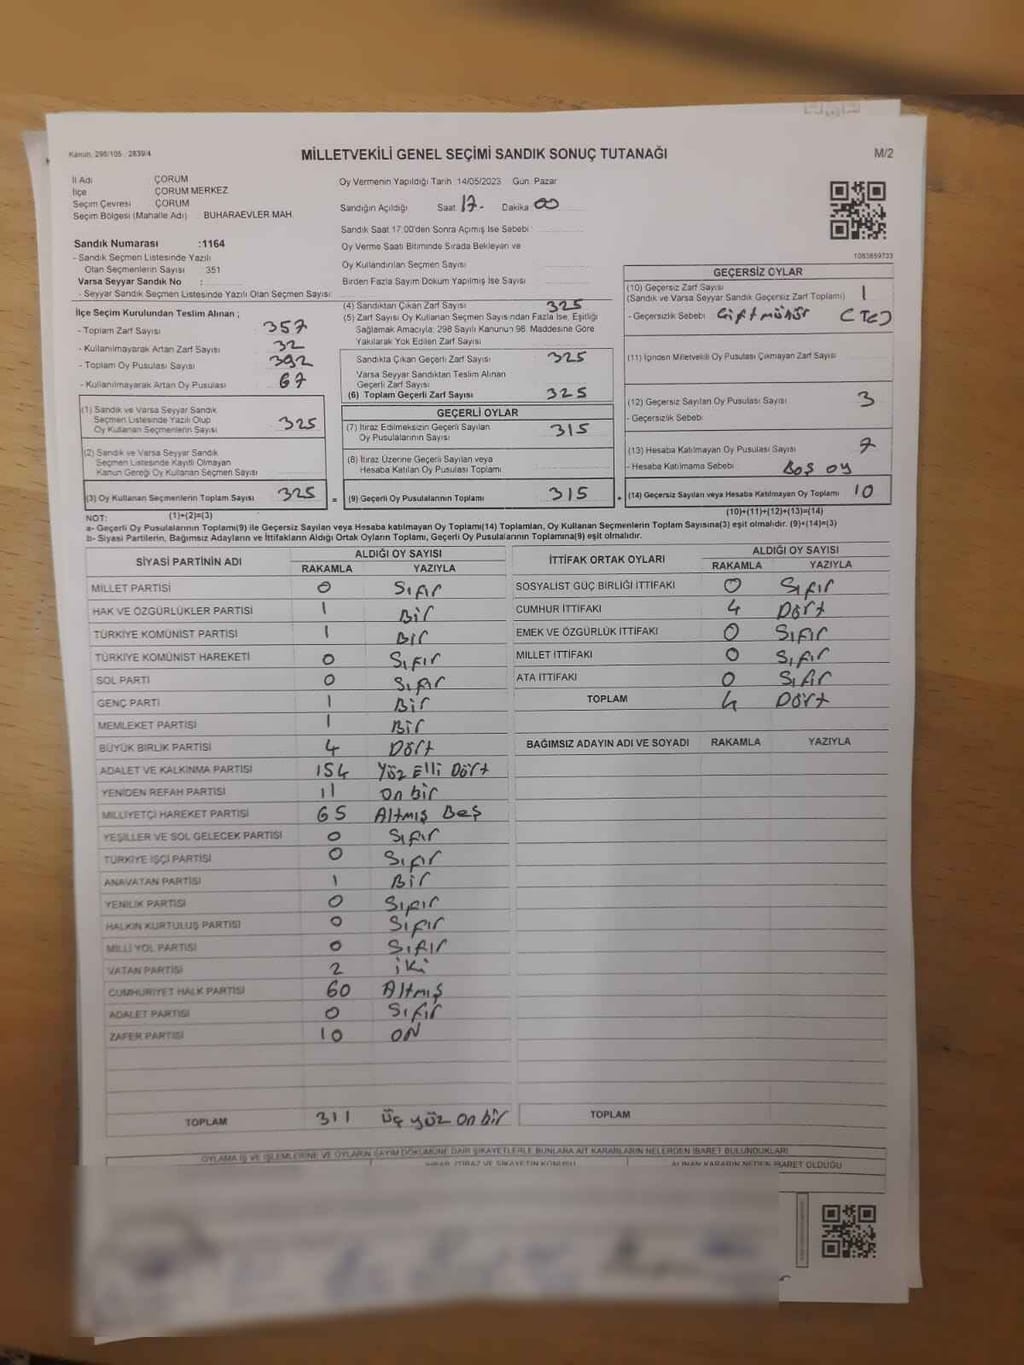 Kanun: 298/105 2839/4
MİLLETVEKİLİ GENEL SEÇİMİ SANDIK SONUÇ TUTANAĞI
M/2
İl Adı ÇORUM
İlçe ÇORUM MERKEZ
Seçim Çevresi ÇORUM
Seçim Bölgesi (Mahalle Adı) BUHARAEVLER MAH.
Oy Vermenin Yapıldığı Tarih 14/05/2023 Gün: Pazar
Sandığın Açıldığı Saat 17- Dakika 00
Sandık Saat 17:00'den Sonra Açılmış İse Sebebi
Oy Verme Saati Bitiminde Sırada Bekleyen ve
Oy Kullandırılan Seçmen Sayısı
Birden Fazla Sayım Döküm Yapılmış İse Sayısı
1083859733
Sandık Numarası :1164
- Sandık Seçmen Listesinde Yazılı
Olan Seçmenlerin Sayısı 351
Varsa Seyyar Sandık No :
- Seyyar Sandık Seçmen Listesinde Yazılı Olan Seçmen Sayısı:
İlçe Seçim Kurulundan Teslim Alınan ;
- Toplam Zarf Sayısı 357
- Kullanılmayarak Artan Zarf Sayısı 32
- Toplam Oy Pusulası Sayısı 392
- Kullanılmayarak Artan Oy Pusulası 67
(1) Sandık ve Varsa Seyyar Sandık
Seçmen Listesinde Yazılı Olup
Oy Kullanan Seçmenlerin Sayısı 325
(2) Sandık ve Varsa Seyyar Sandık
Seçmen Listesinde Kayıtlı Olmayan
Kanun Gereği Oy Kullanan Seçmen Sayısı
(3) Oy Kullanan Seçmenlerin Toplam Sayısı 325
(1)+(2)=(3)
(4) Sandıktan Çıkan Zarf Sayısı 325
(5) Zarf Sayısı Oy Kullanan Seçmen Sayısından Fazla İse, Eşitliği
Sağlamak Amacıyla; 298 Sayılı Kanunun 98. Maddesine Göre
Yakılarak Yok Edilen Zarf Sayısı
Sandıkta Çıkan Geçerli Zarf Sayısı 325
Varsa Seyyar Sandıktan Teslim Alınan
Geçerli Zarf Sayısı
(6) Toplam Geçerli Zarf Sayısı 325
GEÇERLİ OYLAR
(7) İtiraz Edilmeksizin Geçerli Sayılan
Oy Pusulalarının Sayısı 315
(8) İtiraz Üzerine Geçerli Sayılan veya
Hesaba Katılan Oy Pusulası Toplamı
= (9) Geçerli Oy Pusulalarının Toplamı 315
GEÇERSİZ OYLAR
(10) Geçersiz Zarf Sayısı
(Sandık ve Varsa Seyyar Sandık Geçersiz Zarf Toplamı) 1
- Geçersizlik Sebebi Çift mühür
(11) İçinden Milletvekili Oy Pusulası Çıkmayan Zarf Sayısı
(12) Geçersiz Sayılan Oy Pusulası Sayısı 3
- Geçersizlik Sebebi
(13) Hesaba Katılmayan Oy Pusulası Sayısı 7
- Hesaba Katılmama Sebebi Boş oy
+ (14) Geçersiz Sayılan veya Hesaba Katılmayan Oy Toplamı 10
(10)+(11)+(12)+(13)=(14)
NOT:
a- Geçerli Oy Pusulalarının Toplamı(9) ile Geçersiz Sayılan veya Hesaba katılmayan Oy Toplamı(14) Toplamları, Oy Kullanan Seçmenlerin Toplam Sayısına(3) eşit olmalıdır. (9)+(14)=(3)
b- Siyasi Partilerin, Bağımsız Adayların ve İttifakların Aldığı Ortak Oyların Toplamı, Geçerli Oy Pusulalarının Toplamına(9) eşit olmalıdır.
SİYASİ PARTİNİN ADI ALDIĞI OY SAYISI
RAKAMLA YAZIYLA
MİLLET PARTİSİ 0 Sıfır
HAK VE ÖZGÜRLÜKLER PARTİSİ 1 Bir
TÜRKİYE KOMÜNİST PARTİSİ 1 Bir
TÜRKİYE KOMÜNİST HAREKETİ 0 Sıfır
SOL PARTİ 0 Sıfır
GENÇ PARTİ 1 Bir
MEMLEKET PARTİSİ 1 Bir
BÜYÜK BİRLİK PARTİSİ 4 Dört
ADALET VE KALKINMA PARTİSİ 154 Yüz Elli Dört
YENİDEN REFAH PARTİSİ 11 On bir
MİLLİYETÇİ HAREKET PARTİSİ 65 Altmış Beş
YEŞİLLER VE SOL GELECEK PARTİSİ 0 Sıfır
TÜRKİYE İŞÇİ PARTİSİ 0 Sıfır
ANAVATAN PARTİSİ 1 Bir
YENİLİK PARTİSİ 0 Sıfır
HALKIN KURTULUŞ PARTİSİ 0 Sıfır
MİLLİ YOL PARTİSİ 0 Sıfır
VATAN PARTİSİ 2 iki
CUMHURİYET HALK PARTİSİ 60 Altmış
ADALET PARTİSİ 0 Sıfır
ZAFER PARTİSİ 10 ON
TOPLAM 311 Üç yüz On bir
İTTİFAK ORTAK OYLARI ALDIĞI OY SAYISI
RAKAMLA YAZIYLA
SOSYALİST GÜÇ BİRLİĞİ İTTİFAKI 0 Sıfır
CUMHUR İTTİFAKI 4 Dört
EMEK VE ÖZGÜRLÜK İTTİFAKI 0 Sıfır
MİLLET İTTİFAKI 0 Sıfır
ATA İTTİFAKI 0 Sıfır
TOPLAM 4 Dört
BAĞIMSIZ ADAYIN ADI VE SOYADI RAKAMLA YAZIYLA
TOPLAM
OYLAMA İŞ VE İŞLEMLERİNE VE OYLARIN SAYIM DÖKÜMÜNE DAİR ŞİKAYETLERLE BUNLARA AİT KARARLARIN NELERDEN İBARET BULUNDUKLARI
İHBAR, İTİRAZ VE ŞİKAYETİN KONUSU ALINAN KARARIN NEDEN İBARET OLDUĞU